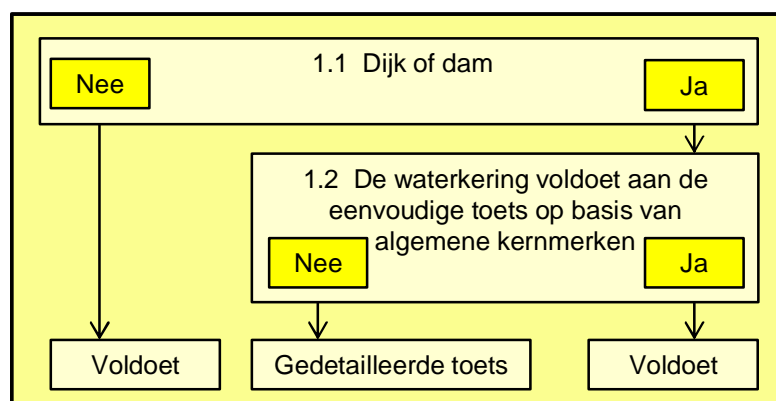 1.1 Dijk of dam
Nee
Ja
1.2 De waterkering voldoet aan de
eenvoudige toets op basis van
algemene kernmerken
Nee
Ja
Voldoet
Gedetailleerde toets
Voldoet